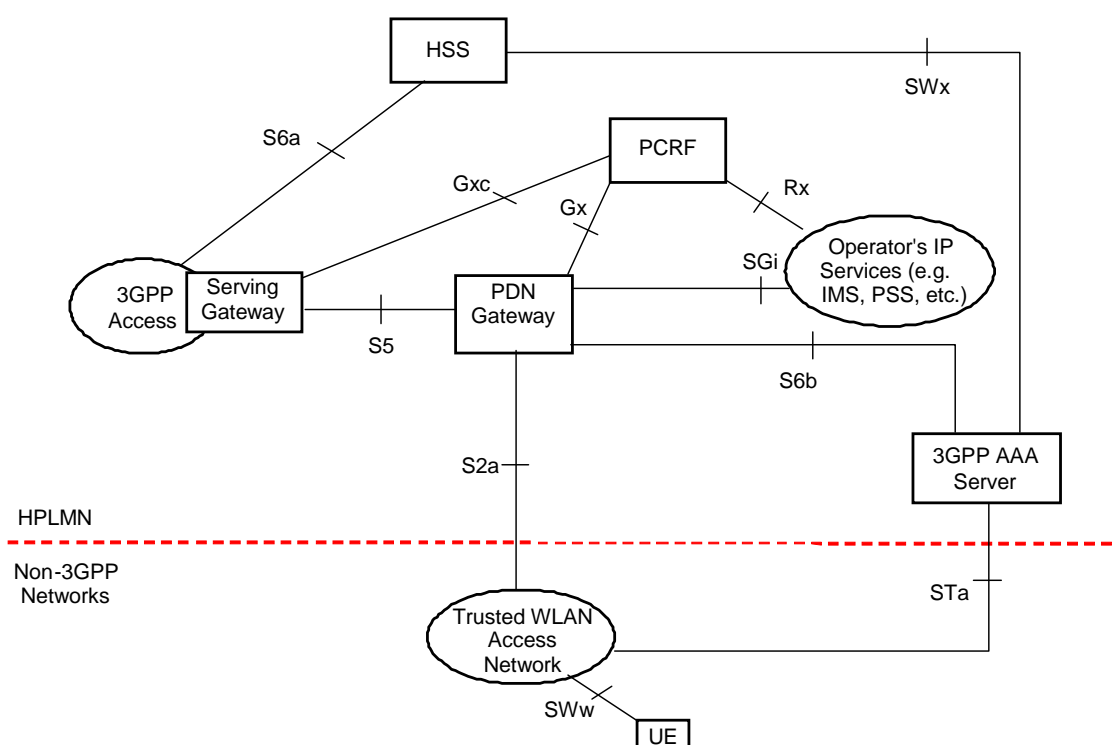 HSS
SWx
S6a
PCRF
Gxc
Rx
Gx
Operator's IP
Services (e.g.
IMS, PSS, etc.)
SGi
3GPP
Access
Serving
Gateway
PDN
Gateway
S5
S6b
S2a
3GPP AAA
Server
HPLMN
Non-3GPP
Networks
STa
Trusted WLAN
Access
Network
SWw
UE